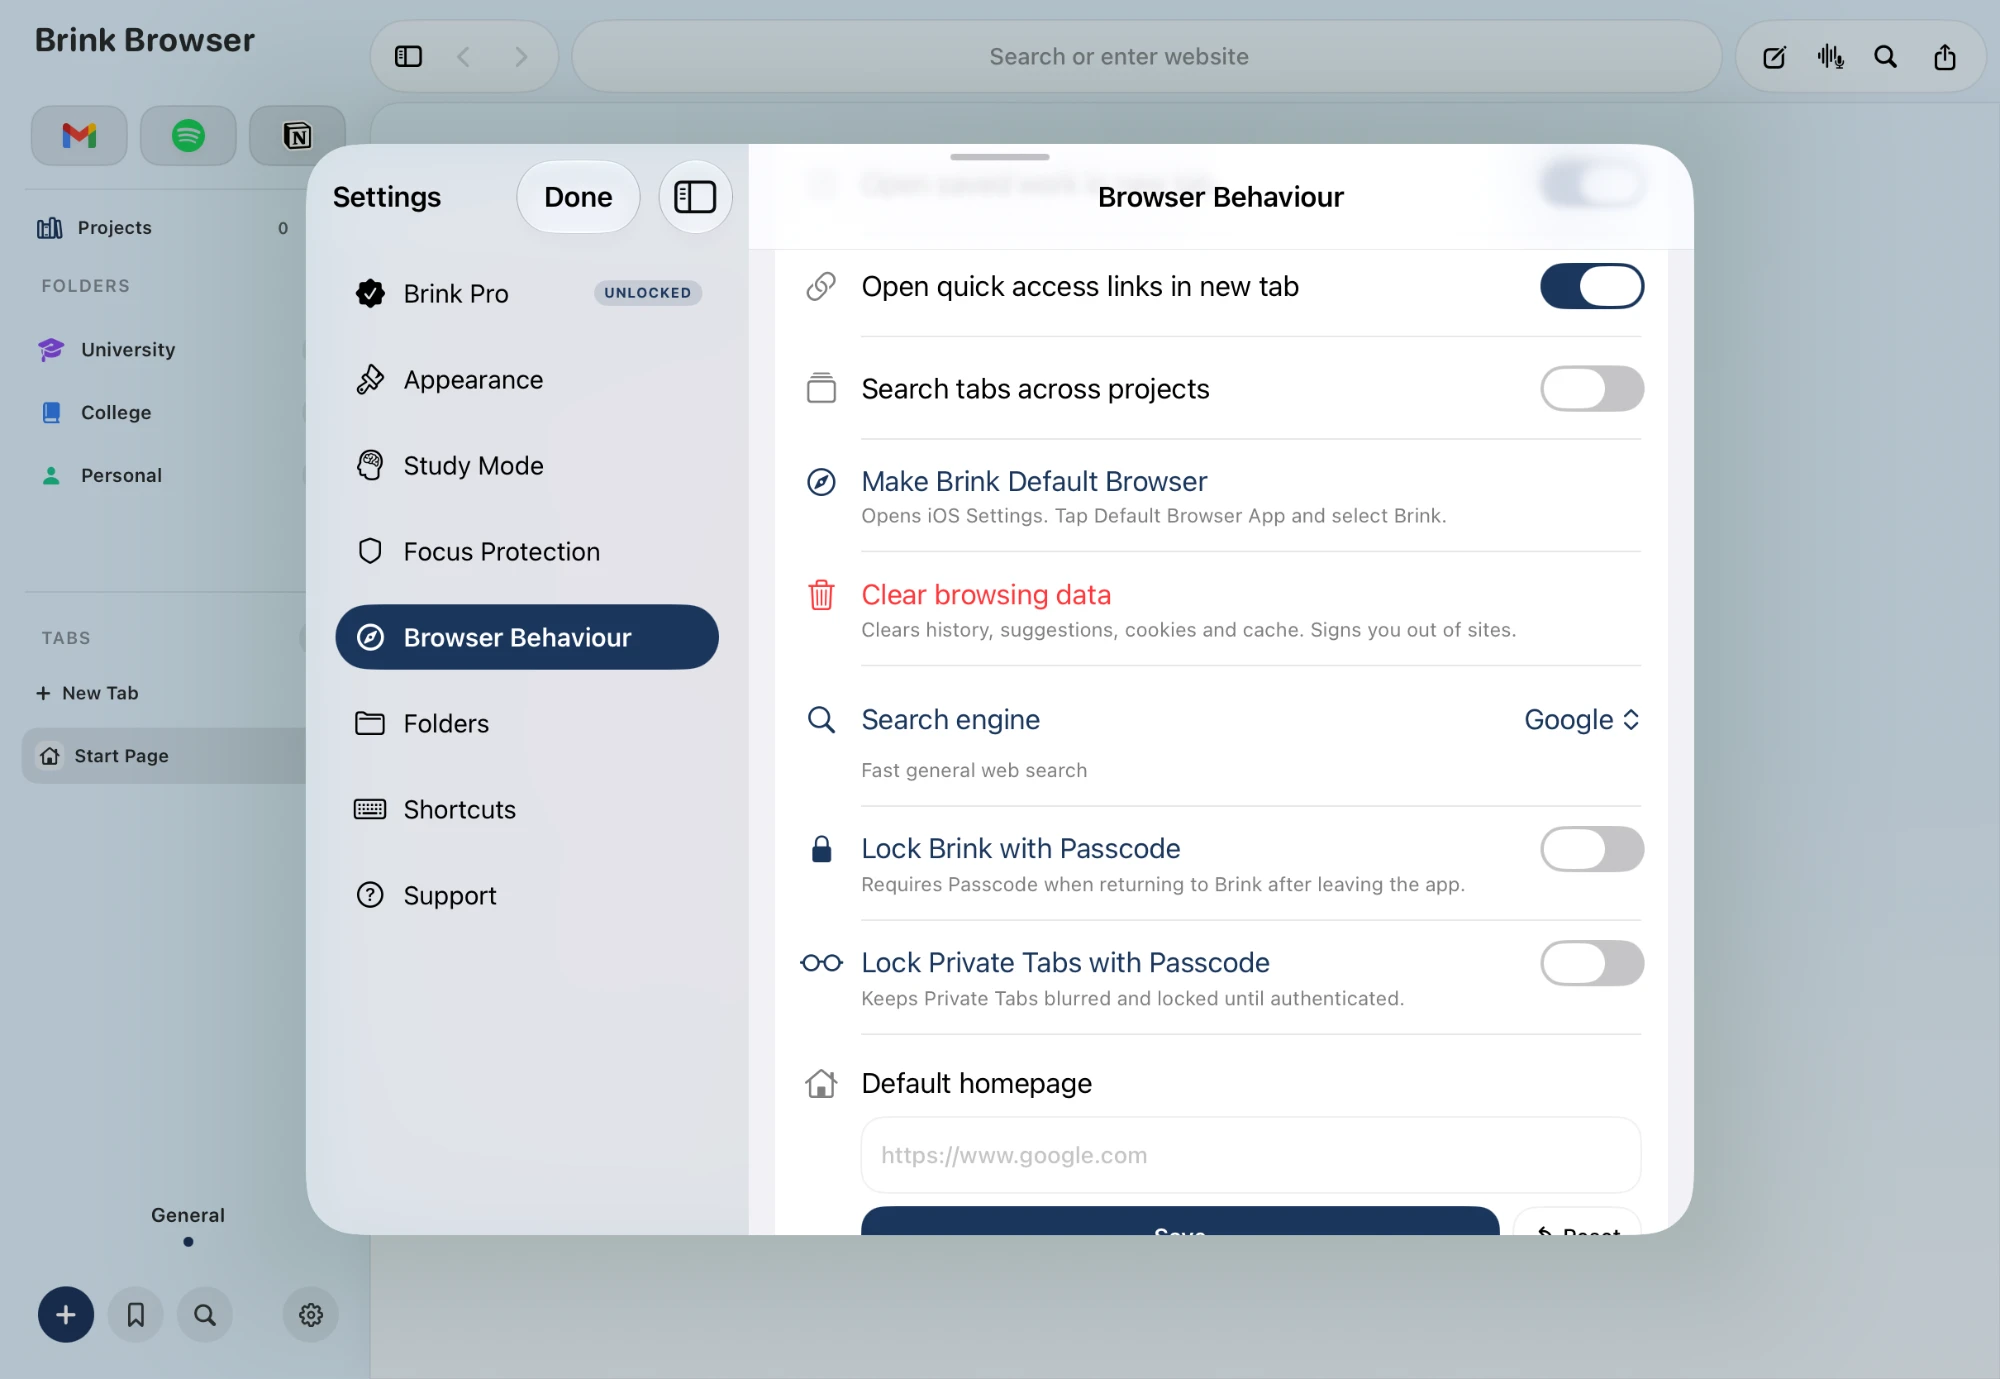 Brink Browser
Search or enter website
Projects
0
FOLDERS
University
College
Personal
TABS
New Tab
Start Page
General
Settings
Done
Brink Pro
UNLOCKED
Appearance
Study Mode
Focus Protection
Browser Behaviour
Folders
Shortcuts
Support
Browser Behaviour
Open quick access links in new tab
Search tabs across projects
Make Brink Default Browser
Opens iOS Settings. Tap Default Browser App and select Brink.
Clear browsing data
Clears history, suggestions, cookies and cache. Signs you out of sites.
Search engine
Google
Fast general web search
Lock Brink with Passcode
Requires Passcode when returning to Brink after leaving the app.
Lock Private Tabs with Passcode
Keeps Private Tabs blurred and locked until authenticated.
Default homepage
https://www.google.com
Save
Reset